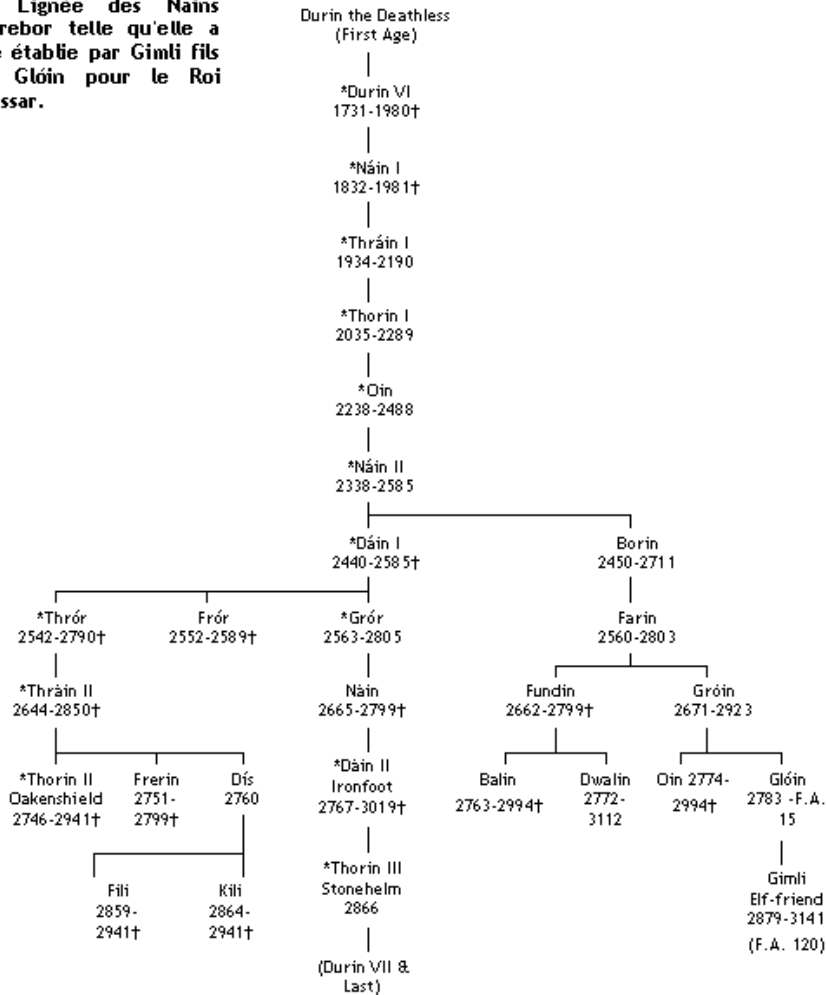 Lignée des Nains
rebor telle qu'elle a
établie par Gimli fils
Glóin pour le Roi
ssar.
Durin the Deathless
(First Age)
*Durin VI
1731-1980†
*Náin I
1832-1981†
*Thráin I
1934-2190
*Thorin I
2035-2289
*Oin
2238-2488
*Náin II
2338-2585
*Dáin I
2440-2585†
Borin
2450-2711
*Thrór
2542-2790†
Frór
2552-2589†
*Grór
2563-2805
Farin
2560-2803
*Thràin II
2644-2850†
Nàin
2665-2799†
Fundin
2662-2799†
Gróin
2671-2923
*Thorin II
Oakenshield
2746-2941†
Frerin
2751-
2799†
Dís
2760
*Dàin II
Ironfoot
2767-3019†
Balin
2763-2994†
Dwalin
2772-
3112
Oin 2774-
2994†
Glóin
2783 -F.A.
15
Fili
2859-
2941†
Kili
2864-
2941†
*Thorin III
Stonehelm
2866
Gimli
Elf-friend
2879-3141
(F.A. 120)
(Durin VII &
Last)